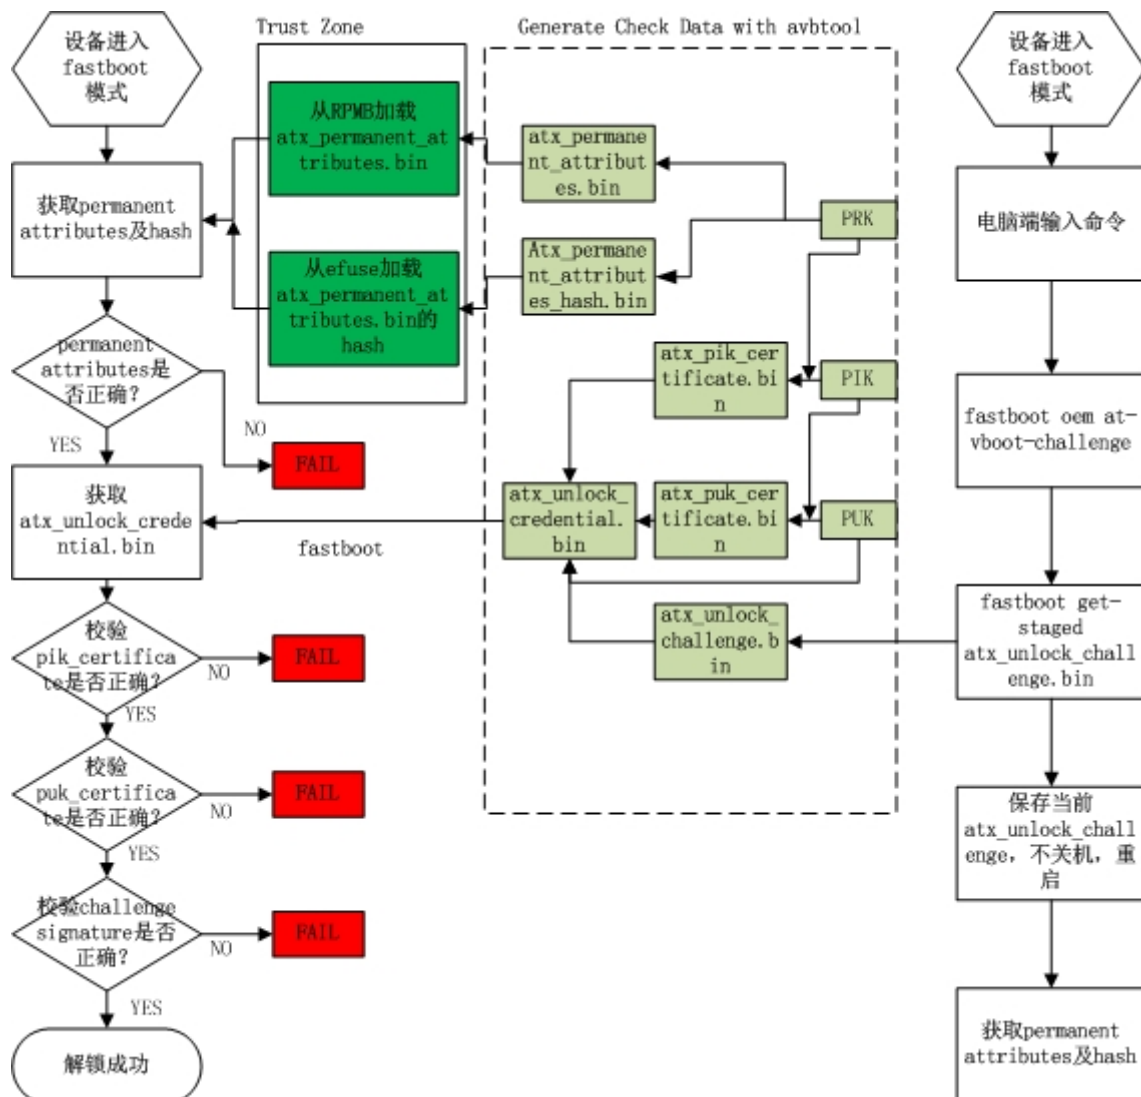 设备进入
fastboot
模式
获取permanent
attributes及hash
permanent
attributes是
否正确？
YES
NO
FAIL
获取
atx_unlock_crede
ntial.bin
fastboot
校验
pik_certifica
te是否正确？
NO
FAIL
YES
校验
puk_certifica
te是否正确？
NO
FAIL
YES
校验challenge
signature是否
正确？
NO
FAIL
YES
解锁成功
Trust Zone
从RPMB加载
atx_permanent_at
tributes.bin
从efuse加载
atx_permanent_at
tributes.bin的
hash
Generate Check Data with avbtool
atx_permane
nt_attribut
es.bin
PRK
Atx_permane
nt_attribut
es_hash.bin
atx_pik_cer
tificate.bi
n
PIK
atx_unlock_
credential.
bin
atx_puk_cer
tificate.bi
n
PUK
atx_unlock_
challenge.b
in
设备进入
fastboot
模式
电脑端输入命令
fastboot oem at-
vboot-challenge
fastboot get-
staged
atx_unlock_chall
enge.bin
保存当前
atx_unlock_chall
enge，不关机，重
启
获取permanent
attributes及hash